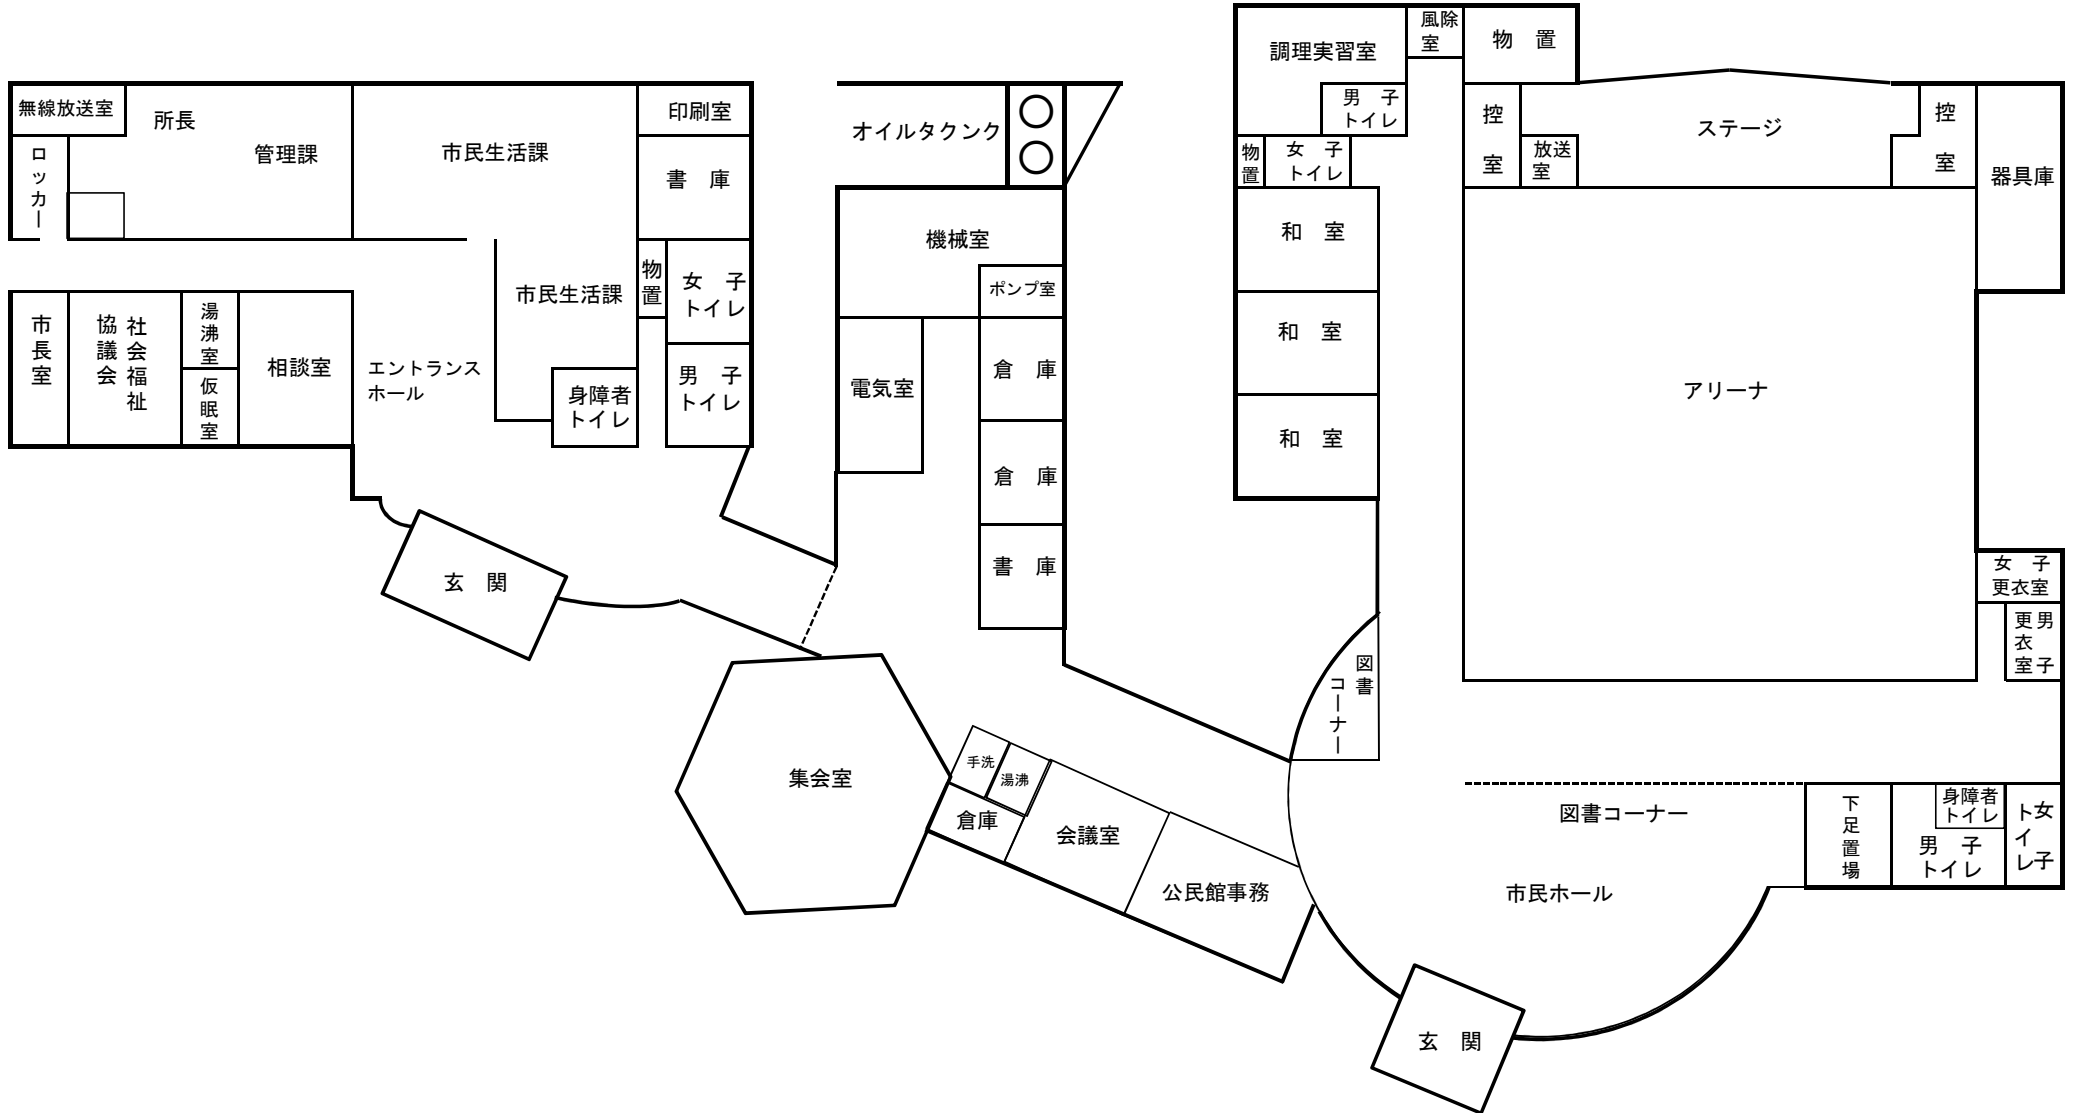 無線放送室
所長
管理課
ロッカー
市民生活課
印刷室
書　庫
市民生活課
物置
女　子
トイレ
男　子
トイレ
身障者
トイレ
市長室
社会福祉
協議会
湯沸室
仮眠室
相談室
エントランス
ホール
玄　関
オイルタクンク
機械室
ポンプ室
電気室
倉　庫
倉　庫
書　庫
集会室
手洗
湯沸
倉庫
会議室
公民館事務
調理実習室
風除
室
物　置
男　子
トイレ
物置
女　子
トイレ
和　室
和　室
和　室
控室
放送
室
ステージ
控室
器具庫
アリーナ
女　子
更衣室
男子
更衣室
図書
コーナー
図書コーナー
市民ホール
下足置場
身障者
トイレ
男　子
トイレ
女子
トイレ
玄　関